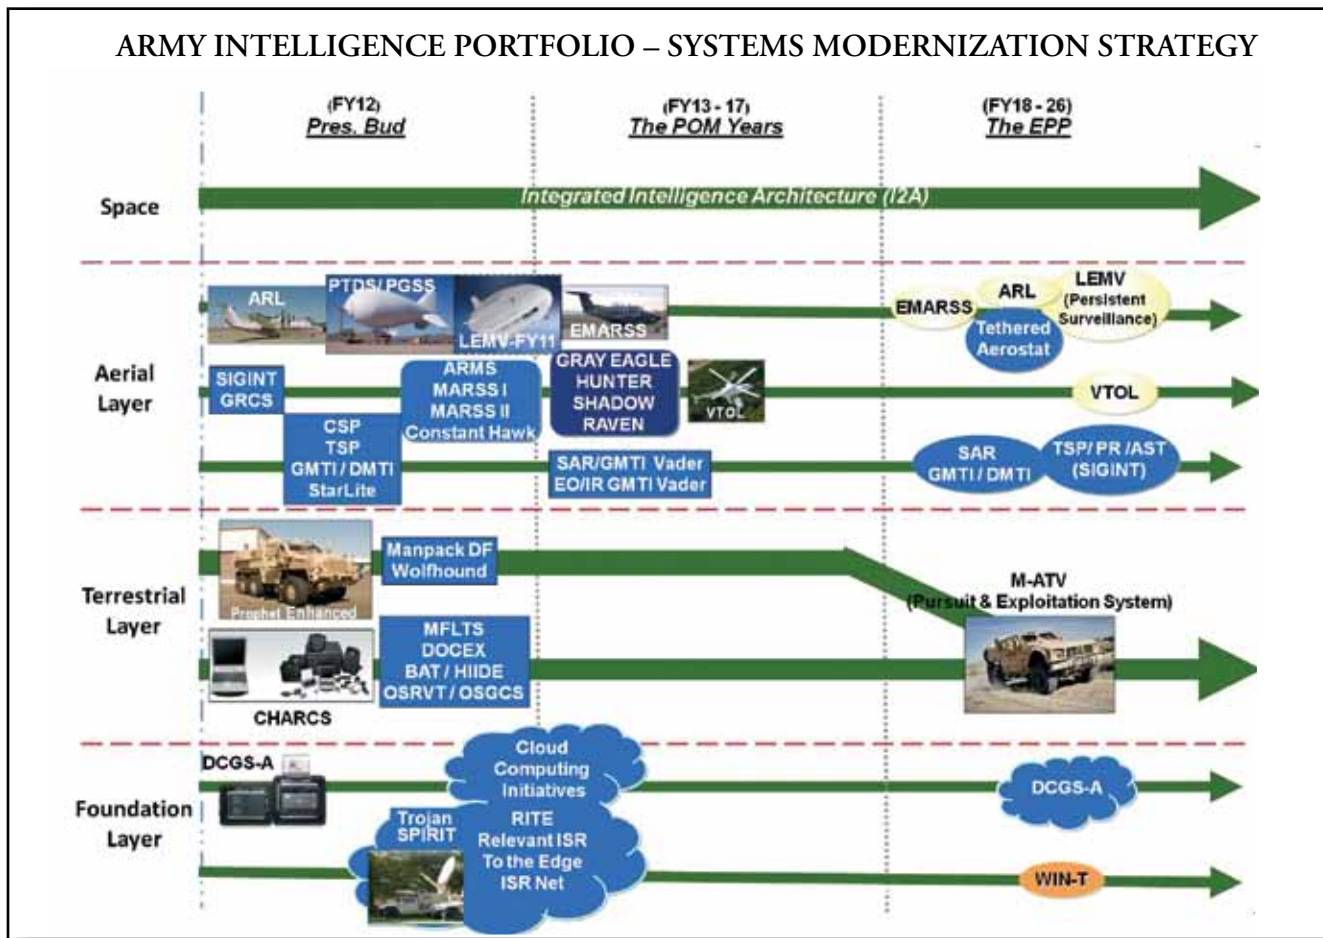 ARMY INTELLIGENCE PORTFOLIO – SYSTEMS MODERNIZATION STRATEGY
(FY12)
Pres. Bud
(FY13 - 17)
The POM Years
(FY18 - 26)
The EPP
Space
Integrated Intelligence Architecture (I2A)
Aerial
Layer
ARL
PTDS/ PGSS
LEMV-FY11
EMARSS
EMARSS
ARL
LEMV
(Persistent
Surveillance)
Tethered
Aerostat
SIGINT
GRCS
ARMS
MARSS I
MARSS II
Constant Hawk
GRAY EAGLE
HUNTER
SHADOW
RAVEN
VTOL
VTOL
CSP
TSP
GMTI / DMTI
StarLite
SAR/GMTI Vader
EO/IR GMTI Vader
SAR
GMTI / DMTI
TSP/ PR /AST
(SIGINT)
Terrestrial
Layer
Prophet Enhanced
Manpack DF
Wolfhound
M-ATV
(Pursuit & Exploitation System)
CHARCS
MFLTS
DOCEX
BAT / HIIDE
OSRVT / OSGCS
Foundation
Layer
DCGS-A
Cloud
Computing
Initiatives
DCGS-A
Trojan
SPIRIT
RITE
Relevant ISR
To the Edge
ISR Net
WIN-T